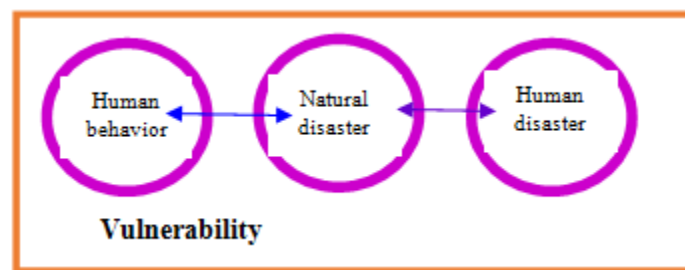 Human
behavior
Natural
disaster
Human
disaster
Vulnerability